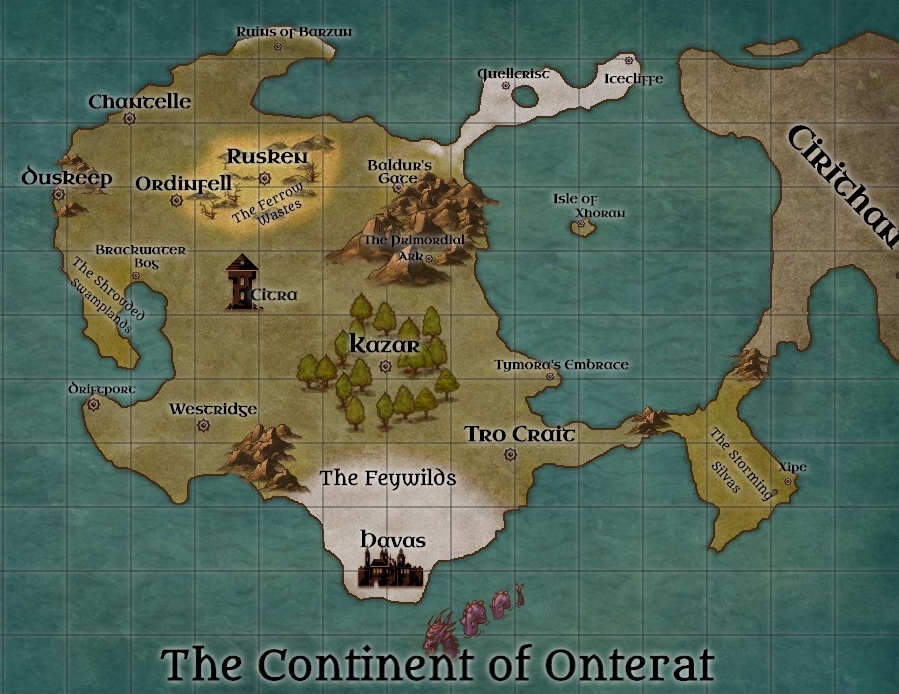 Ruins of Barzun
Quellcrist
Icecliffe
Chantelle
Cirithan
Rusken
Baldur's
Gate
Duskeep
Ordinfell
The Ferrow
Wastes
Isle of
Xhoran
The Primordial
Ark
Brackwater
Bog
The Shrouded
Swamplands
Citra
Kazar
Tymora's Embrace
Driftport
Westridge
Tro Crait
The Storming
Silvas
Xipe
The Feywilds
Havas
The Continent of Onterat